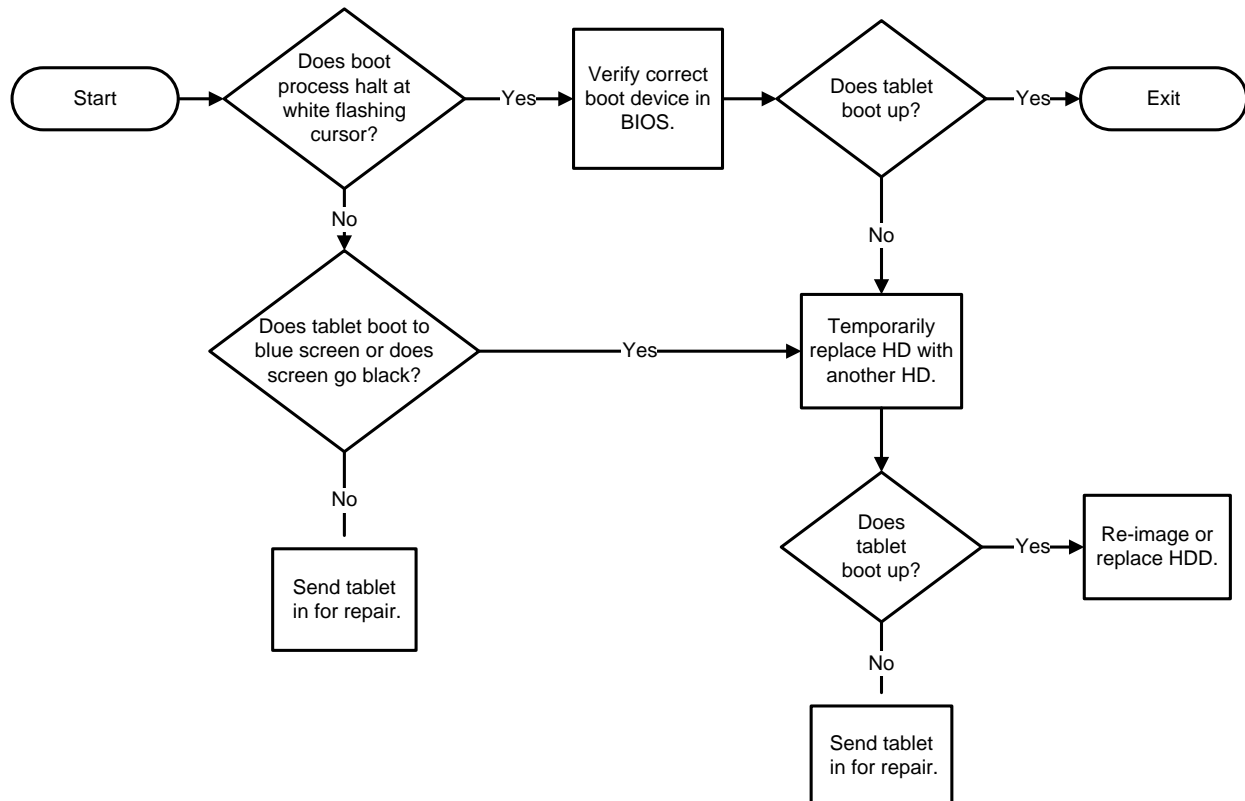 Start
Does boot
process halt at
white flashing
cursor?
Yes
Verify correct
boot device in
BIOS.
Does tablet
boot up?
Yes
Exit
No
No
Does tablet boot to
blue screen or does
screen go black?
Yes
Temporarily
replace HD with
another HD.
No
Send tablet
in for repair.
Does
tablet
boot up?
Yes
Re-image or
replace HDD.
No
Send tablet
in for repair.